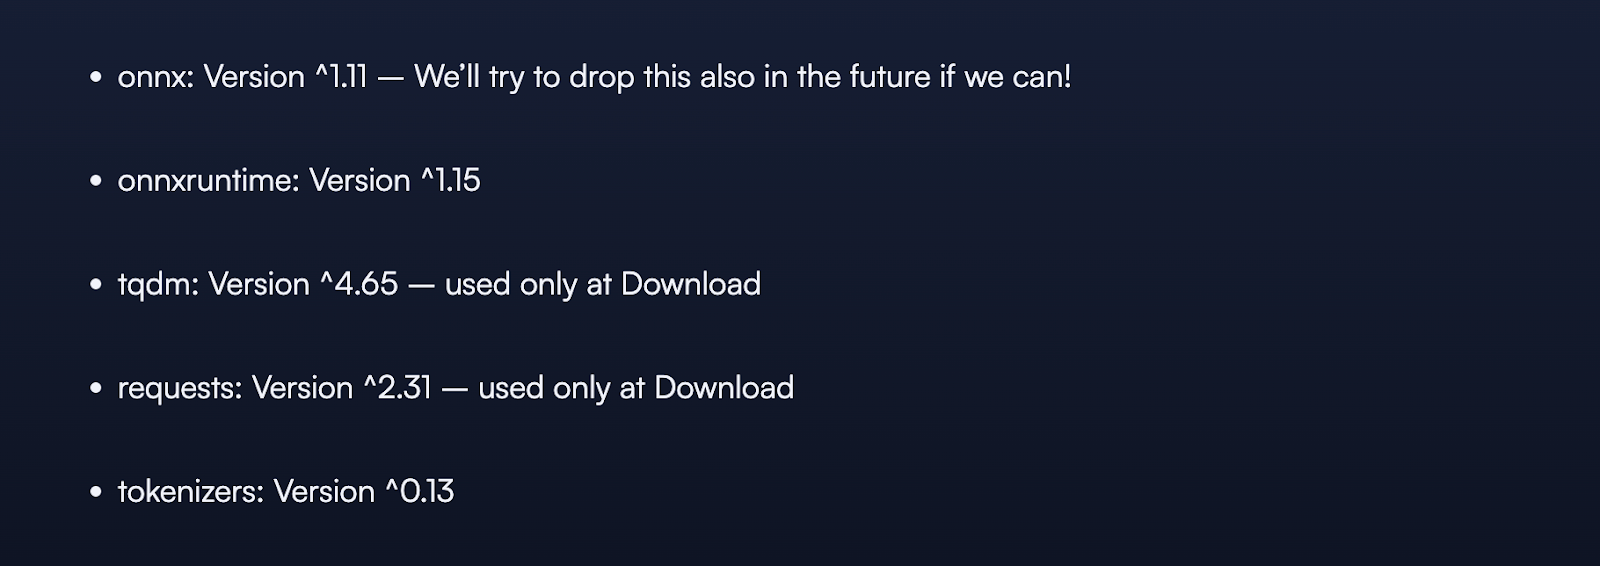 • onnx: Version ^1.11 — We’ll try to drop this also in the future if we can!
• onnxruntime: Version ^1.15
• tqdm: Version ^4.65 — used only at Download
• requests: Version ^2.31 — used only at Download
• tokenizers: Version ^0.13